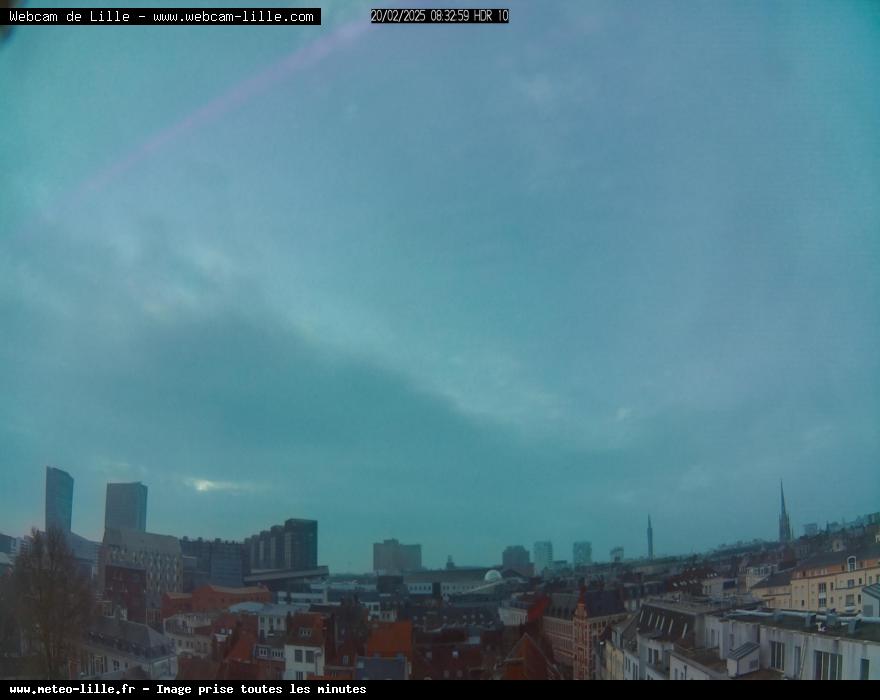 Webcam de Lille - www.webcam-lille.com
20/02/2025 08:32:59 HDR 10
www.meteo-lille.fr - Image prise toutes les minutes